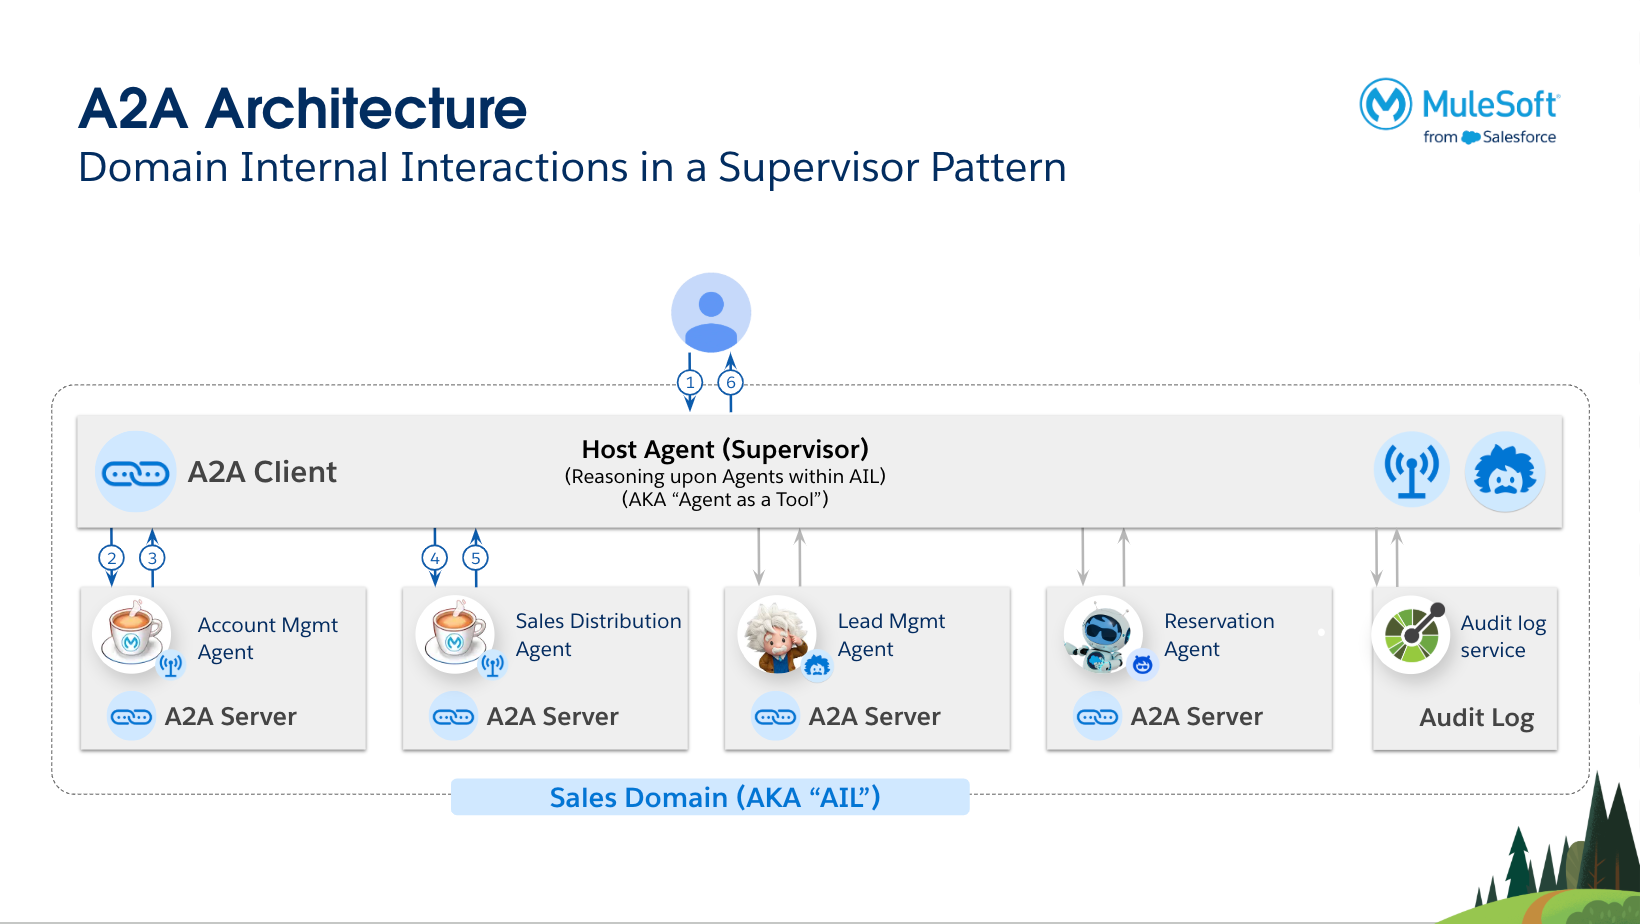 A2A Architecture
Domain Internal Interactions in a Supervisor Pattern
MuleSoft
from Salesforce
1
6
A2A Client
Host Agent (Supervisor)
(Reasoning upon Agents within AIL)
(AKA “Agent as a Tool”)
2
3
4
5
Account Mgmt
Agent
A2A Server
Sales Distribution
Agent
A2A Server
Lead Mgmt
Agent
A2A Server
Reservation
Agent
A2A Server
Audit log
service
Audit Log
Sales Domain (AKA “AIL”)